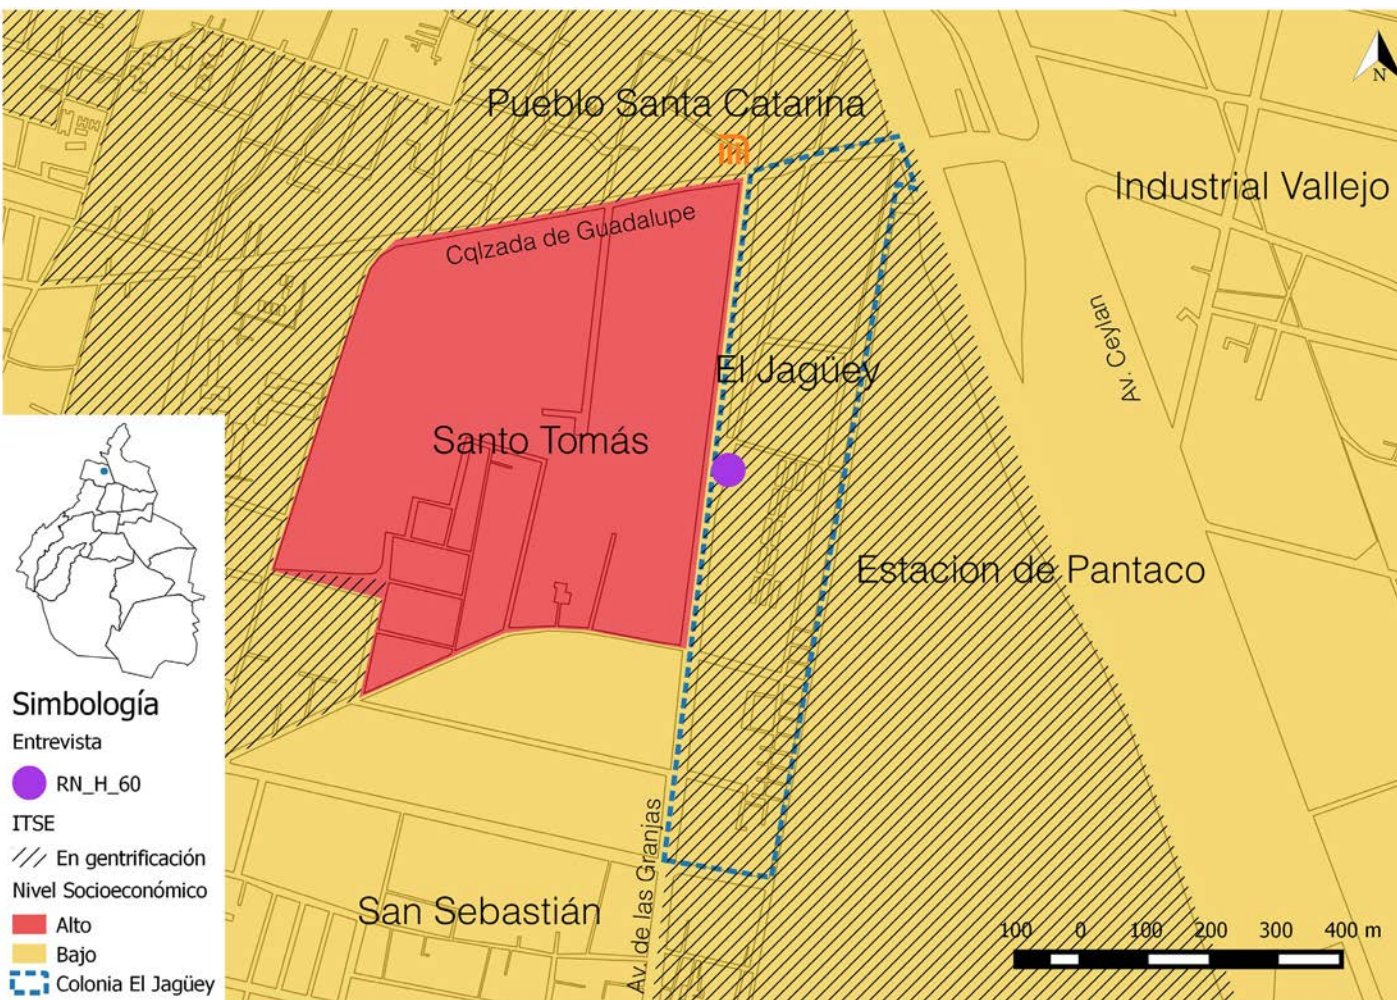 Pueblo Santa Catarina
N
Industrial Vallejo
Cqlzada de Guadalupe
Av. Ceylan
El Jagüey
Santo Tomás
Estacion de Pantaco
San Sebastián
Av. de las Granjas
Simbología
Entrevista
RN_H_60
ITSE
En gentrificación
Nivel Socioeconómico
Alto
Bajo
Colonia El Jagüey
100 0 100 200 300 400 m